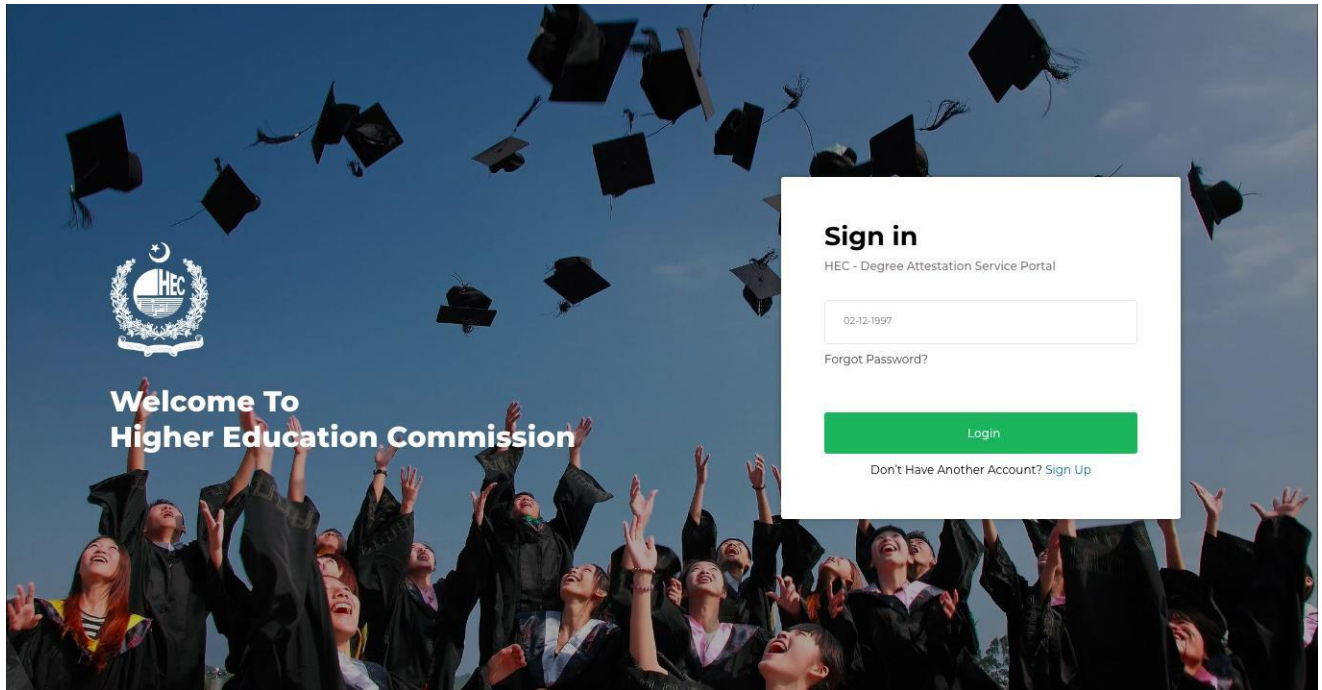 HEC
Welcome To
Higher Education Commission
Sign in
HEC - Degree Attestation Service Portal
02-12-1997
Forgot Password?
Login
Don't Have Another Account? Sign Up